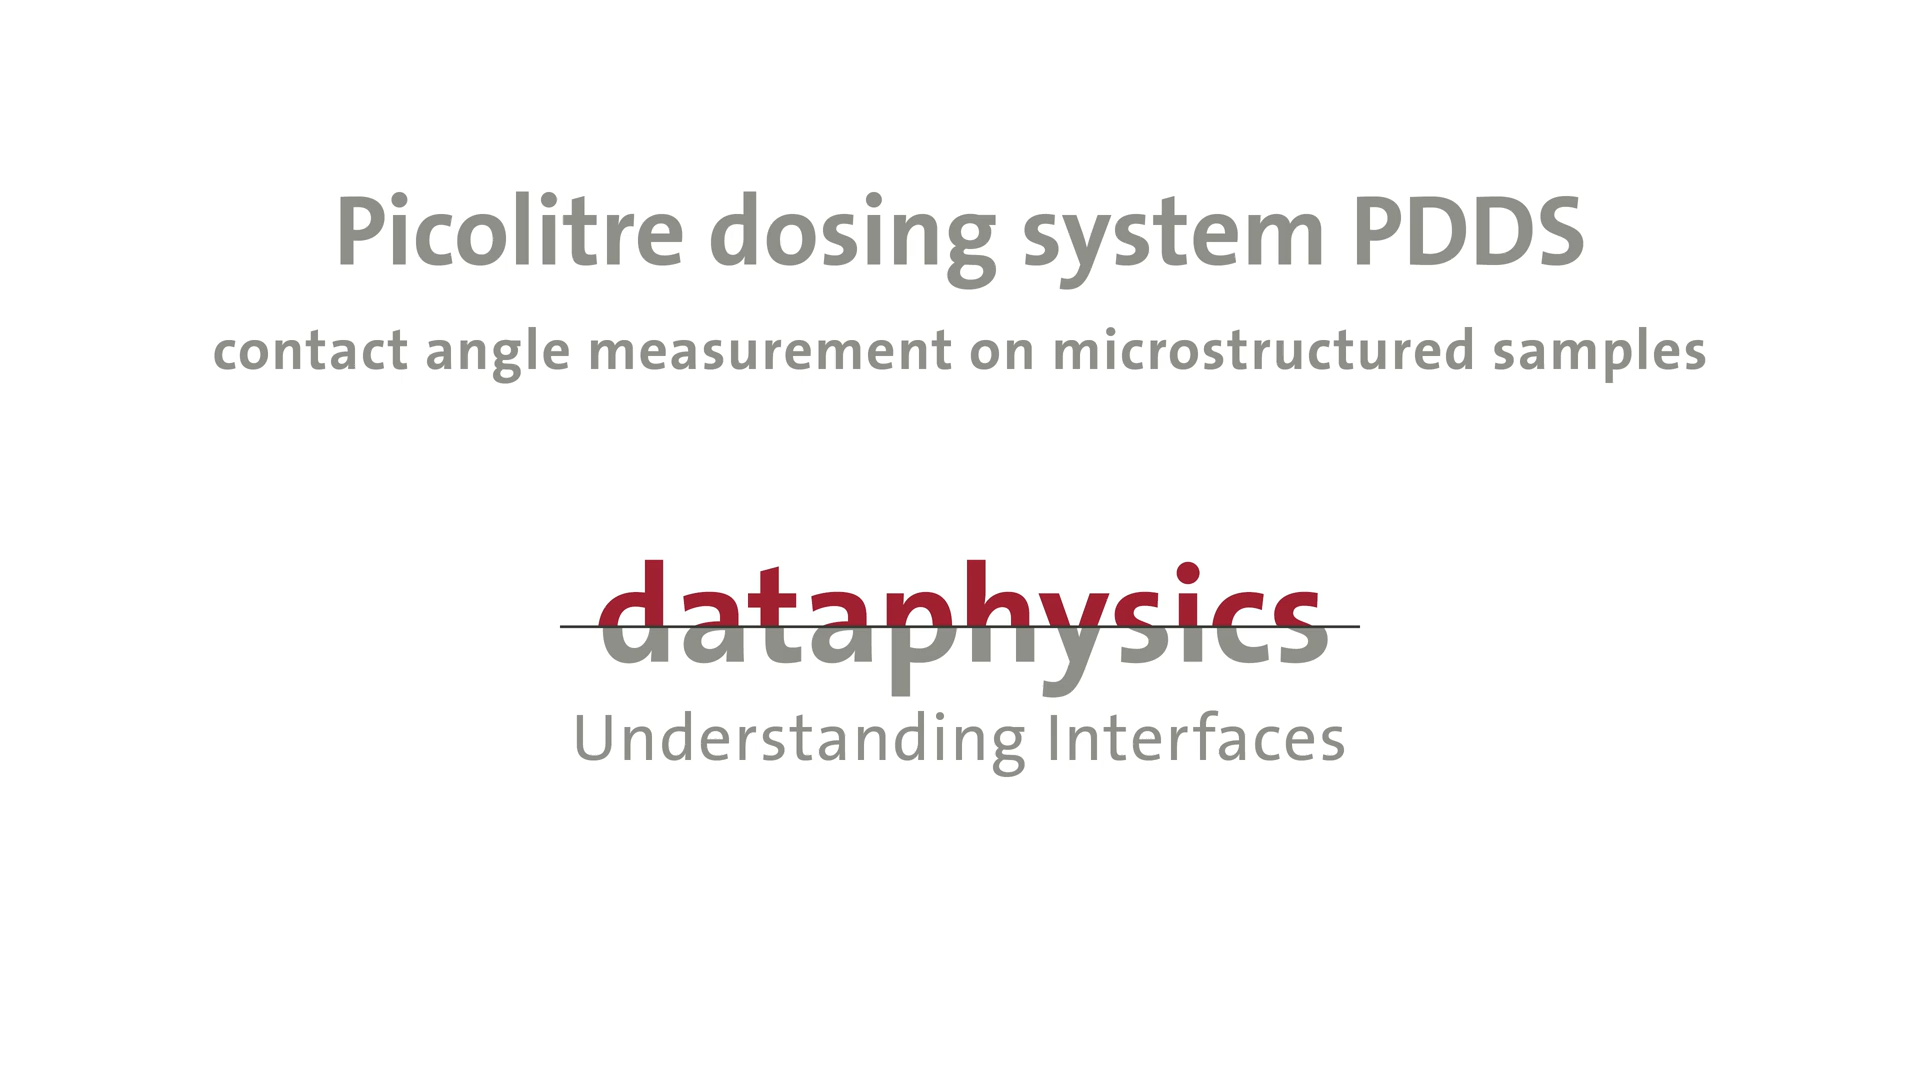 Picolitre dosing system PDDS
contact angle measurement on microstructured samples
dataphysics
Understanding Interfaces